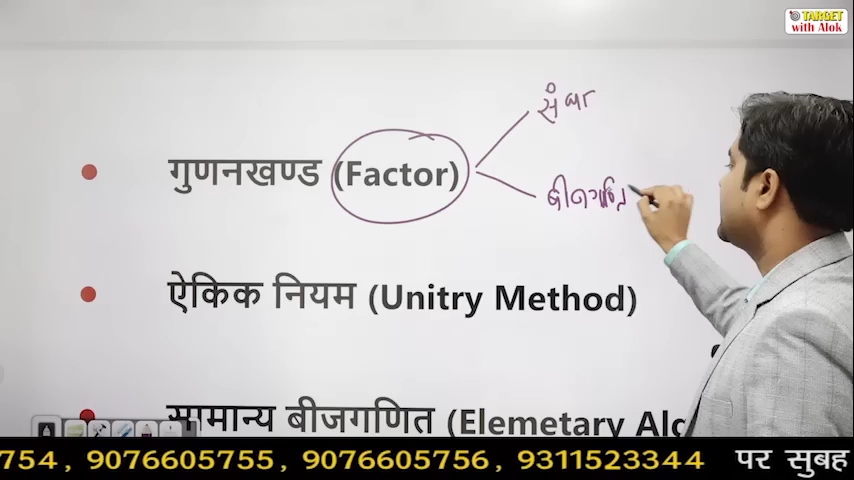 TARGET
with Alok
संख्या
गुणनखण्ड (Factor)
बीजगणित
ऐकिक नियम (Unitry Method)
सामान्य बीजगणित (Elemetary Alg
754, 9076605755, 9076605756, 9311523344 पर सुबह